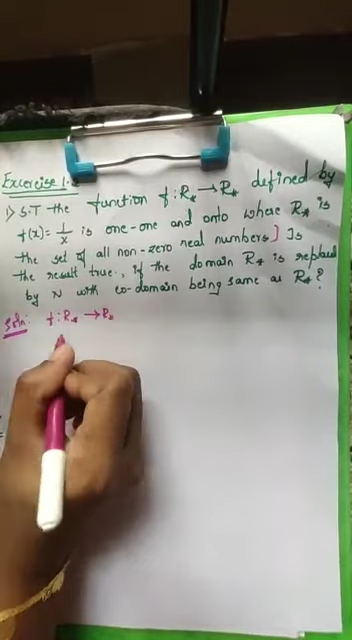 Excercise 1.2
1) S.T the function f : R* → R* defined by
f(x) = 1/x is one-one and onto where R* is
the set of all non-zero real numbers] Is
the result true., if the domain R* is replaced
by N with co-domain being same as R*?
Soln: f : R* → R*